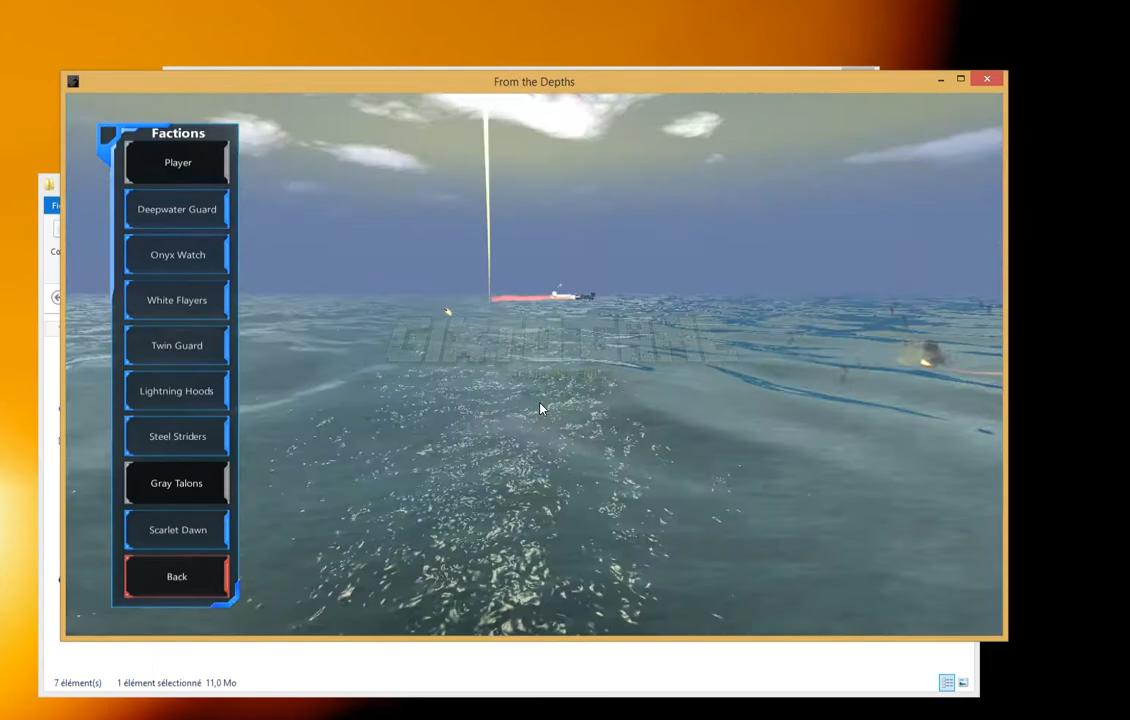 From the Depths
Factions
Player
Deepwater Guard
Onyx Watch
White Flayers
Twin Guard
Lightning Hoods
Steel Striders
Gray Talons
Scarlet Dawn
Back
7 élément(s) 1 élément sélectionné 11,0 Mo